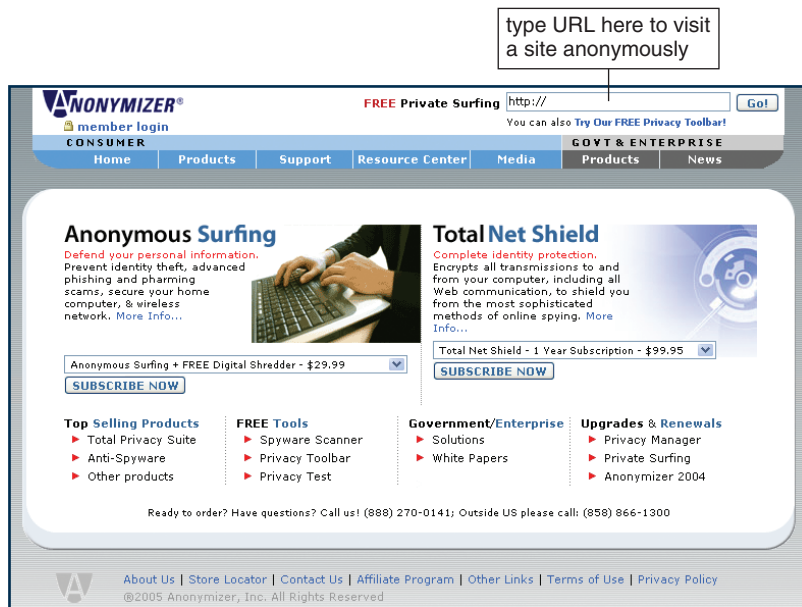 type URL here to visit
a site anonymously
ANONYMIZER®
FREE Private Surfing http:// Go!
member login
You can also Try Our FREE Privacy Toolbar!
CONSUMER
GOVT & ENTERPRISE
Home Products Support Resource Center Media Products News
Anonymous Surfing
Defend your personal information.
Prevent identity theft, advanced
phishing and pharming
scams, secure your home
computer, & wireless
network. More Info...
Anonymous Surfing + FREE Digital Shredder - $29.99
SUBSCRIBE NOW
Total Net Shield
Complete identity protection.
Encrypts all transmissions to and
from your computer, including all
Web communication, to shield you
from the most sophisticated
methods of online spying. More
Info...
Total Net Shield - 1 Year Subscription - $99.95
SUBSCRIBE NOW
Top Selling Products
Total Privacy Suite
Anti-Spyware
Other products
FREE Tools
Spyware Scanner
Privacy Toolbar
Privacy Test
Government/Enterprise
Solutions
White Papers
Upgrades & Renewals
Privacy Manager
Private Surfing
Anonymizer 2004
Ready to order? Have questions? Call us! (888) 270-0141; Outside US please call: (858) 866-1300
About Us | Store Locator | Contact Us | Affiliate Program | Other Links | Terms of Use | Privacy Policy
®2005 Anonymizer, Inc. All Rights Reserved